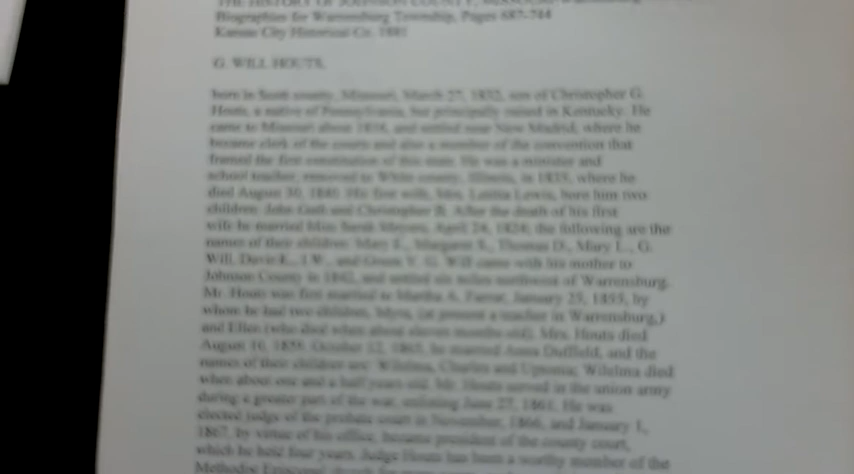 THE HISTORY OF JOHNSON COUNTY, MISSOURI
Biographies for Warrensburg Township, Pages 687-744
Kansas City Historical Co. 1881
G. WILL HOUTS,
born in Scott county, Missouri, March 27, 1832, son of Christopher G.
Houts, a native of Pennsylvania, but principally raised in Kentucky. He
came to Missouri about and settled near New Madrid, where he
became clerk of the courts and also a member of the convention that
framed the first constitution of this state. He was a minister and
school teacher, removed to White county, Illinois, in 1835, where he
died August 30, 1840. His first wife, Mrs. Lewis, bore him two
children: John and Christopher B. After the death of his first
wife he married Miss Sarah April 24, 1824; the following are the
names of their children: Mary E., Margaret S., Thomas D., Mary L., G.
Will, and Green V. G. Will came with his mother to
Johnson County in 1842, and settled six miles northwest of Warrensburg.
Mr. Houts was first married to Martha A. January 25, 1855, by
whom he had two children, Myra, (at present a teacher in Warrensburg,)
and Ellen (who died when about eleven months old). Mrs. Houts died
August 16, 1858. October 12, 1865, he married Anna Duffield, and the
names of their children are: Wilelma, Charles and Wilelma died
when about one and a half years old. Mr. Houts served in the union army
during a greater part of the war, enlisting June 27, 1861. He was
elected judge of the probate court in November, 1866, and January 1,
1867, by virtue of his office, became president of the county court,
which he held four years. Judge Houts has been a worthy member of the
Methodist Episcopal church